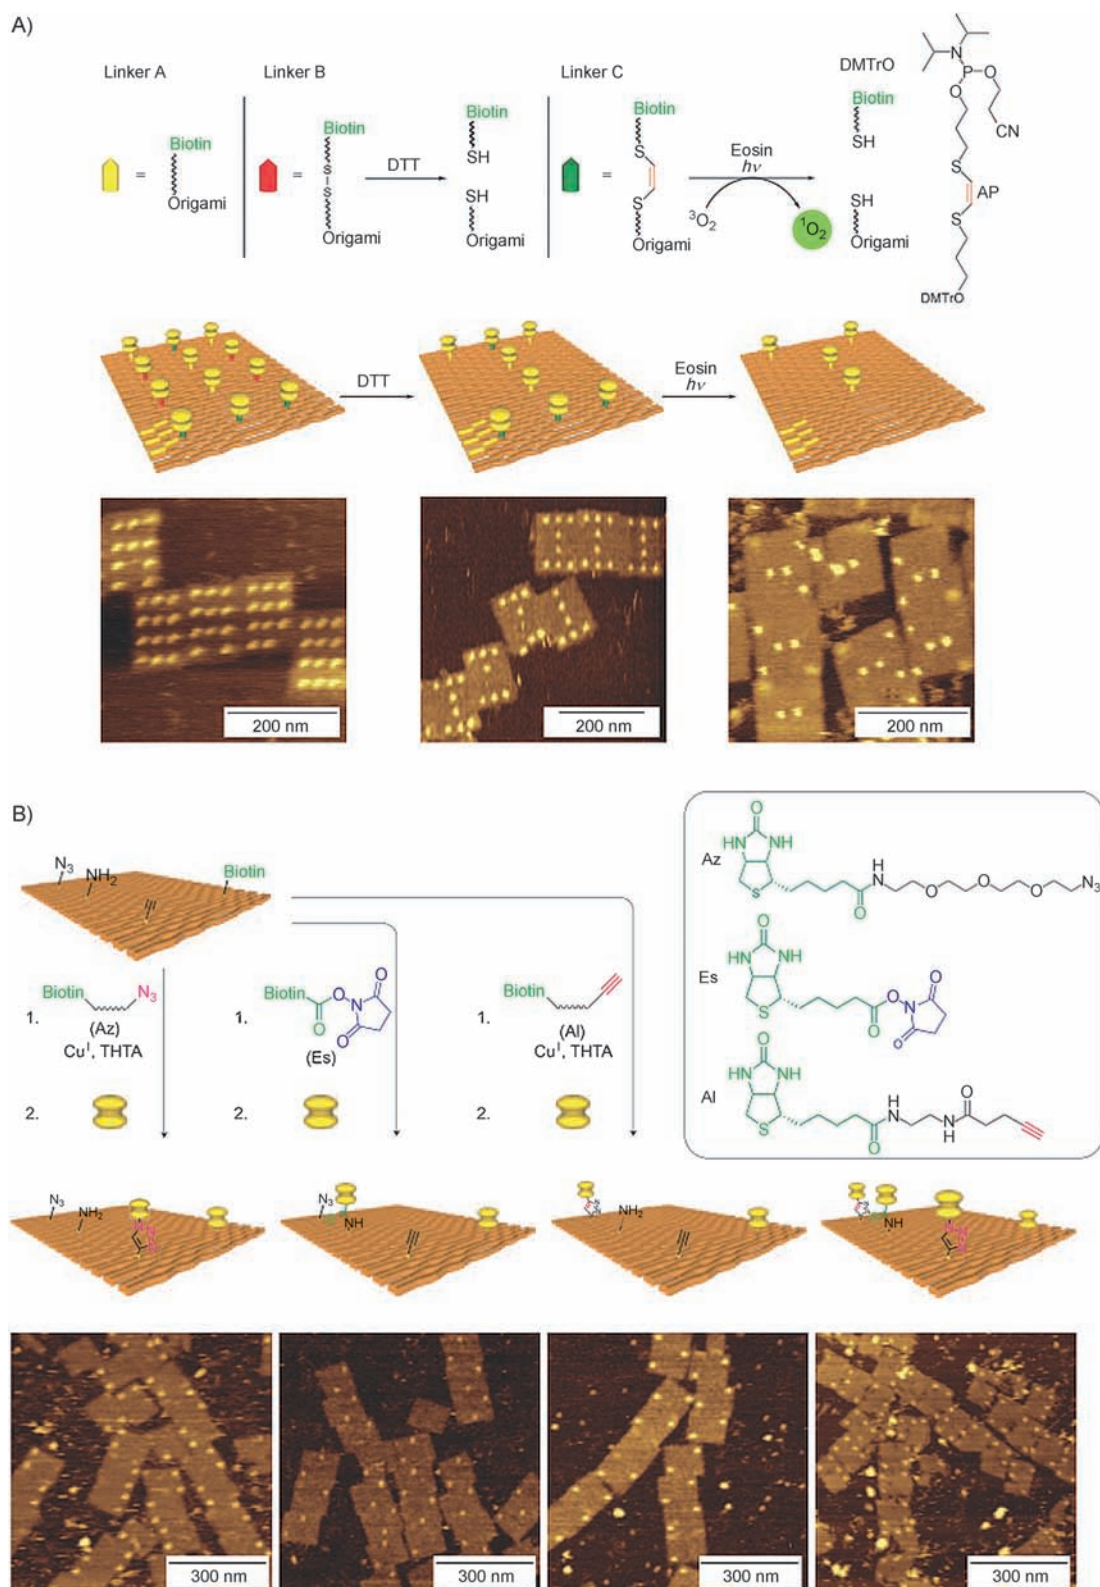 A)
Linker A
Linker B
Linker C
DMTrO
N
P
O
O
CN
S
AP
S
DMTrO
=
Biotin
Origami
=
Biotin
S
S
Origami
DTT
Biotin
SH
SH
Origami
=
Biotin
S
S
Origami
Eosin
hν
³O₂
¹O₂
Biotin
SH
SH
Origami
DTT
Eosin
hν
200 nm
200 nm
200 nm
B)
N₃
NH₂
Biotin
Biotin
N₃
1.
(Az)
Cuᴵ, THTA
2.
Biotin
O
O
N
O
O
1.
(Es)
2.
Biotin
1.
(Al)
Cuᴵ, THTA
2.
Az
O
HN
NH
S
O
H
N
O
O
O
N₃
Es
O
HN
NH
S
O
O
N
O
O
Al
O
HN
NH
S
O
H
N
N
H
O
N₃
NH₂
N₃
NH
NH₂
NH
300 nm
300 nm
300 nm
300 nm